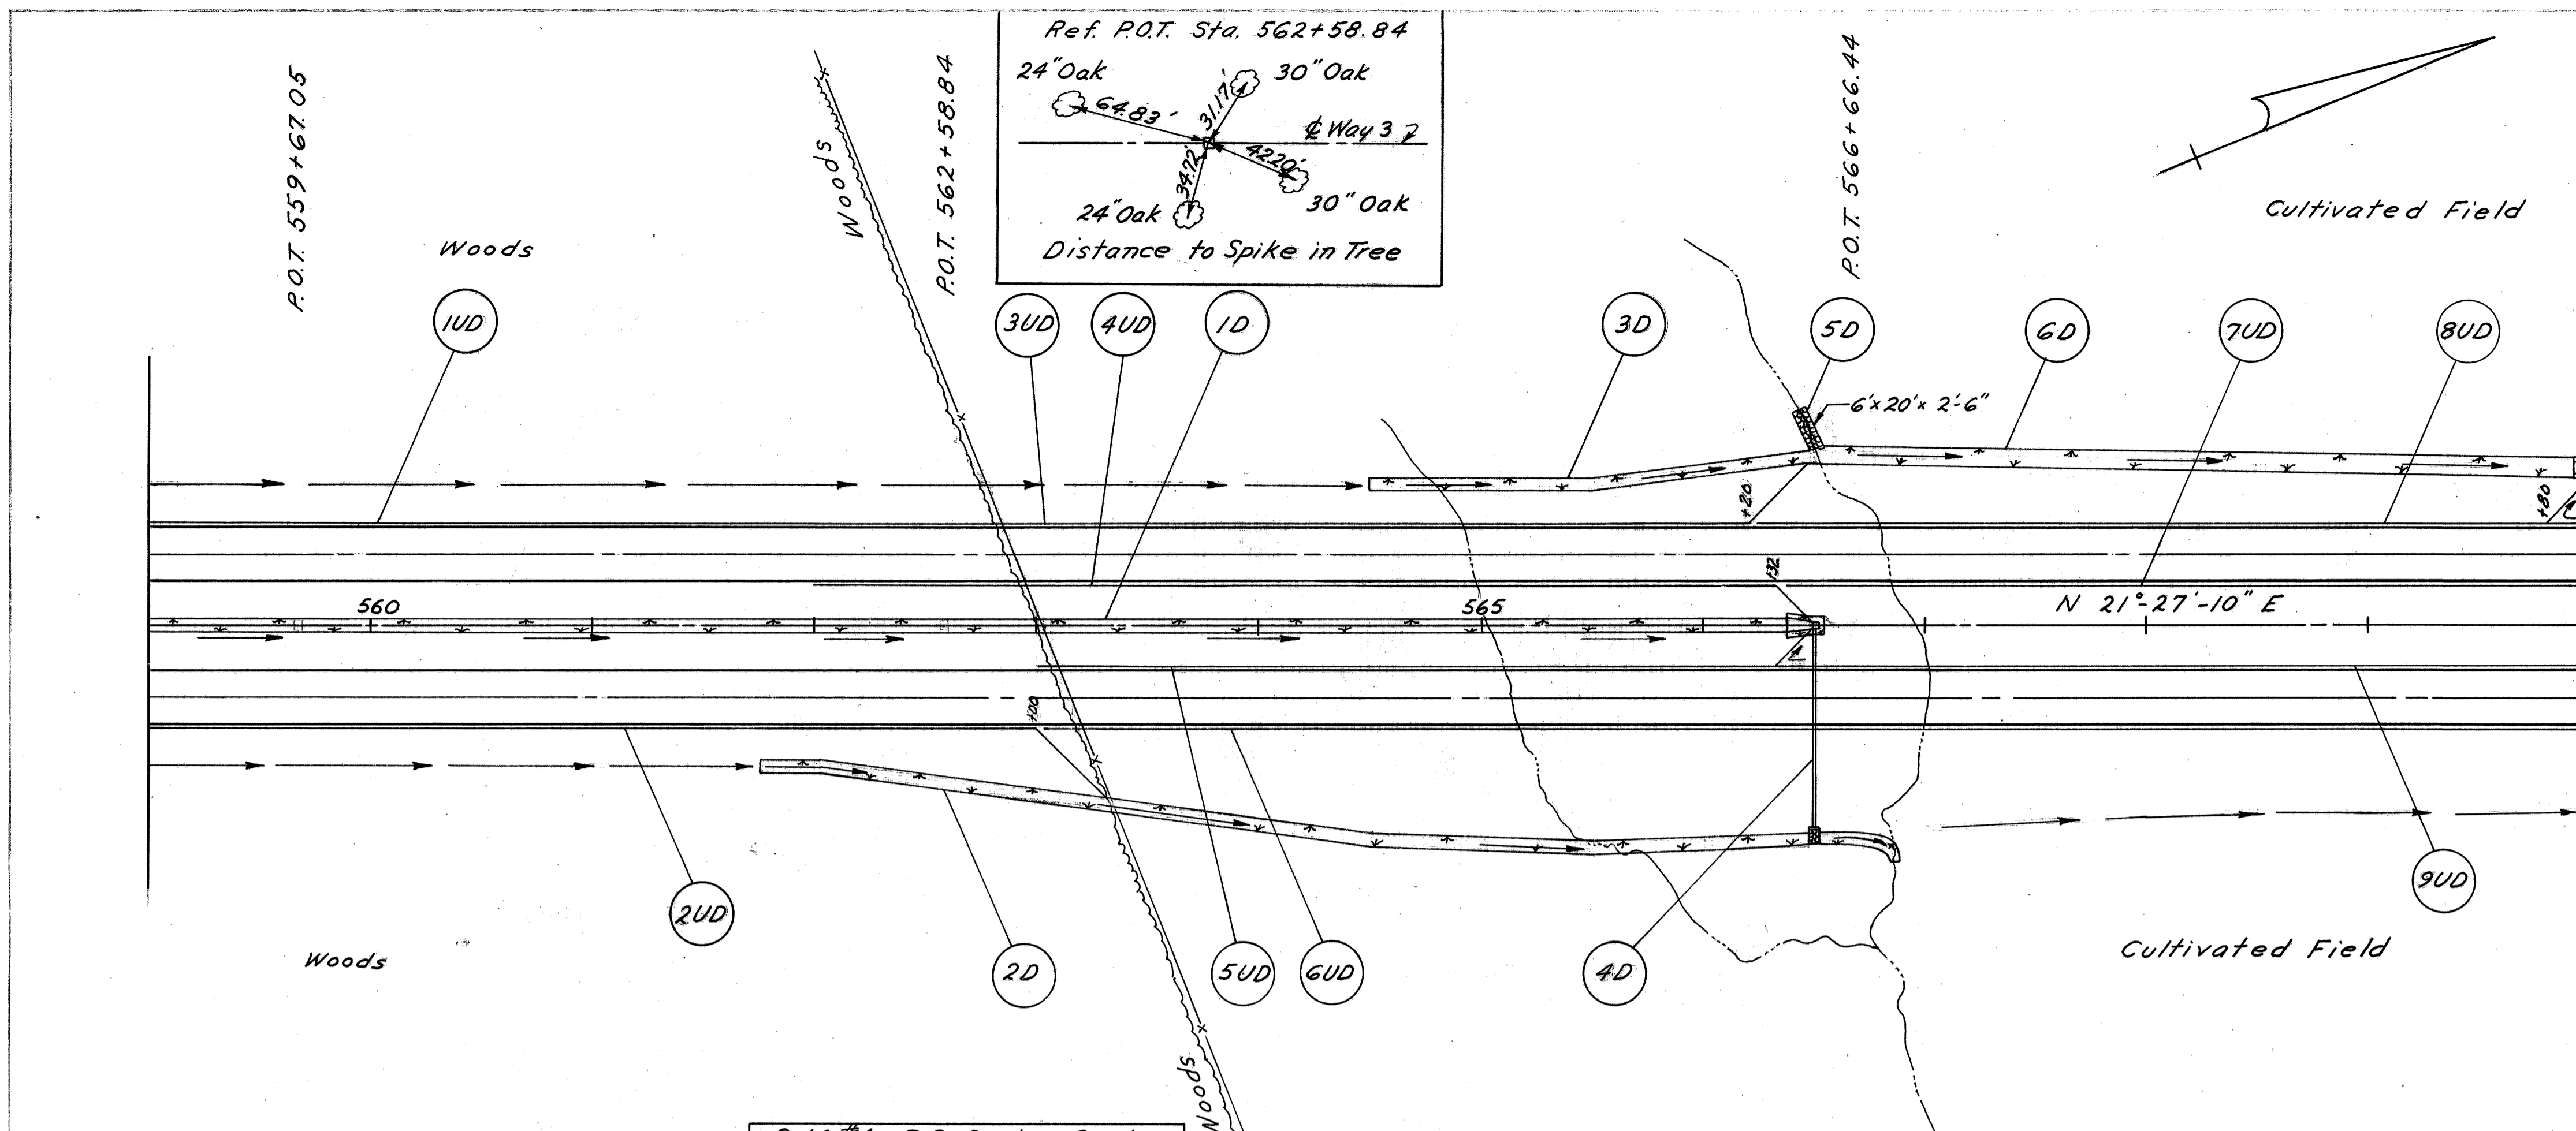 Ref. P.O.T. Sta. 562+58.84
24"Oak
30"Oak
64.83'
31.17'
℄ Way 3
34.72'
42.20'
24"Oak
30"Oak
Distance to Spike in Tree
P.O.T. 559+67.05
Woods
P.O.T. 562+58.84
P.O.T. 566+66.44
Cultivated Field
Woods
1UD
3UD
4UD
1D
3D
5D
6D
7UD
8UD
6'x20'x 2'-6"
+20
+80
+32
560
565
N 21°-27'-10" E
+00
2UD
2D
5UD
6UD
4D
9UD
Woods
Cultivated Field
Woods